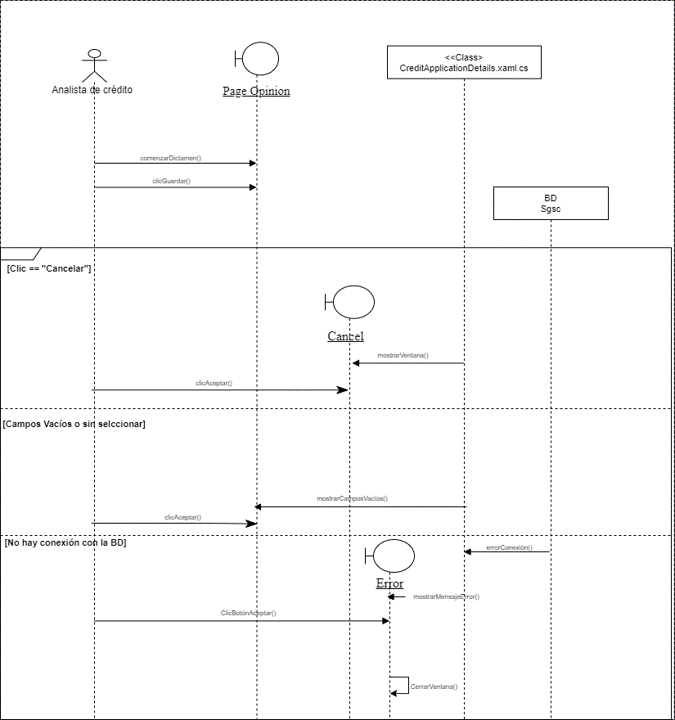 <<Class>>
CreditApplicationDetails.xaml.cs
Analista de crédito
Page Opinion
comenzarDictamen()
clicGuardar()
BD
Sgsc
[Clic == "Cancelar"]
Cancel
mostrarVentana()
clicAceptar()
[Campos Vacíos o sin selccionar]
mostrarCamposVacíos()
clicAceptar()
[No hay conexión con la BD]
errorConexión()
Error
mostrarMensajeError()
ClicBotónAceptar()
CerrarVentana()